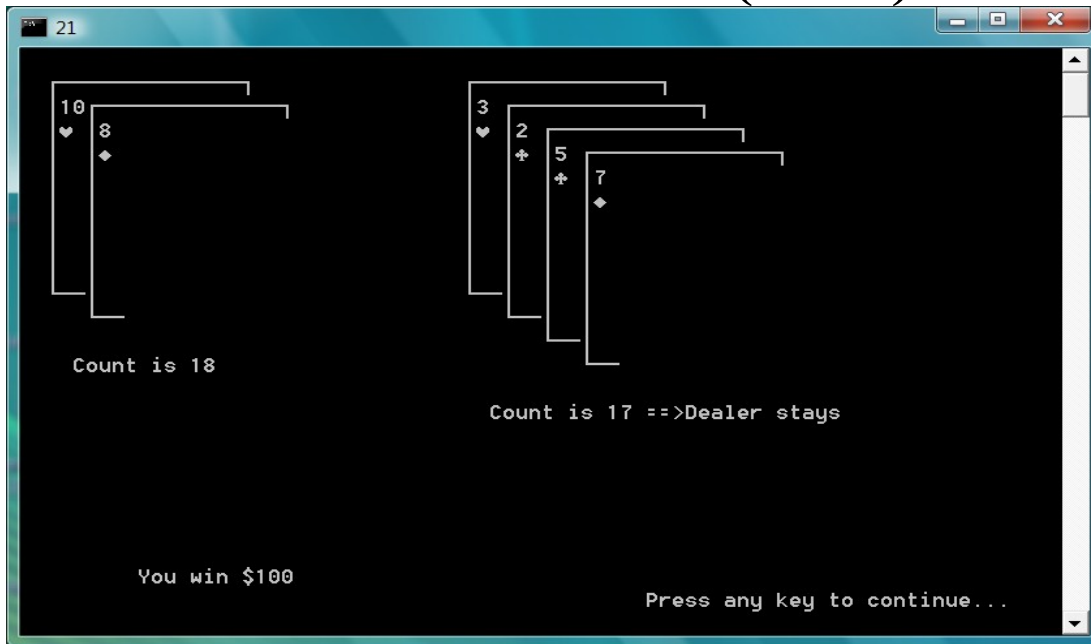 21
10
8
Count is 18
3
2
5
7
Count is 17 ==>Dealer stays
You win $100
Press any key to continue...